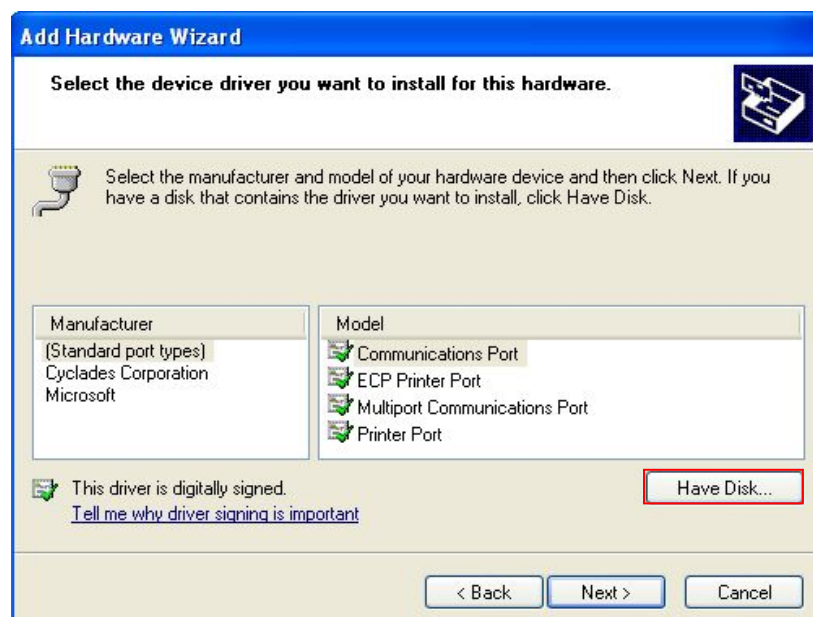 Add Hardware Wizard
Select the device driver you want to install for this hardware.
Select the manufacturer and model of your hardware device and then click Next. If you
have a disk that contains the driver you want to install, click Have Disk.
Manufacturer
(Standard port types)
Cyclades Corporation
Microsoft
Model
Communications Port
ECP Printer Port
Multiport Communications Port
Printer Port
This driver is digitally signed.
Tell me why driver signing is important
Have Disk...
< Back
Next >
Cancel